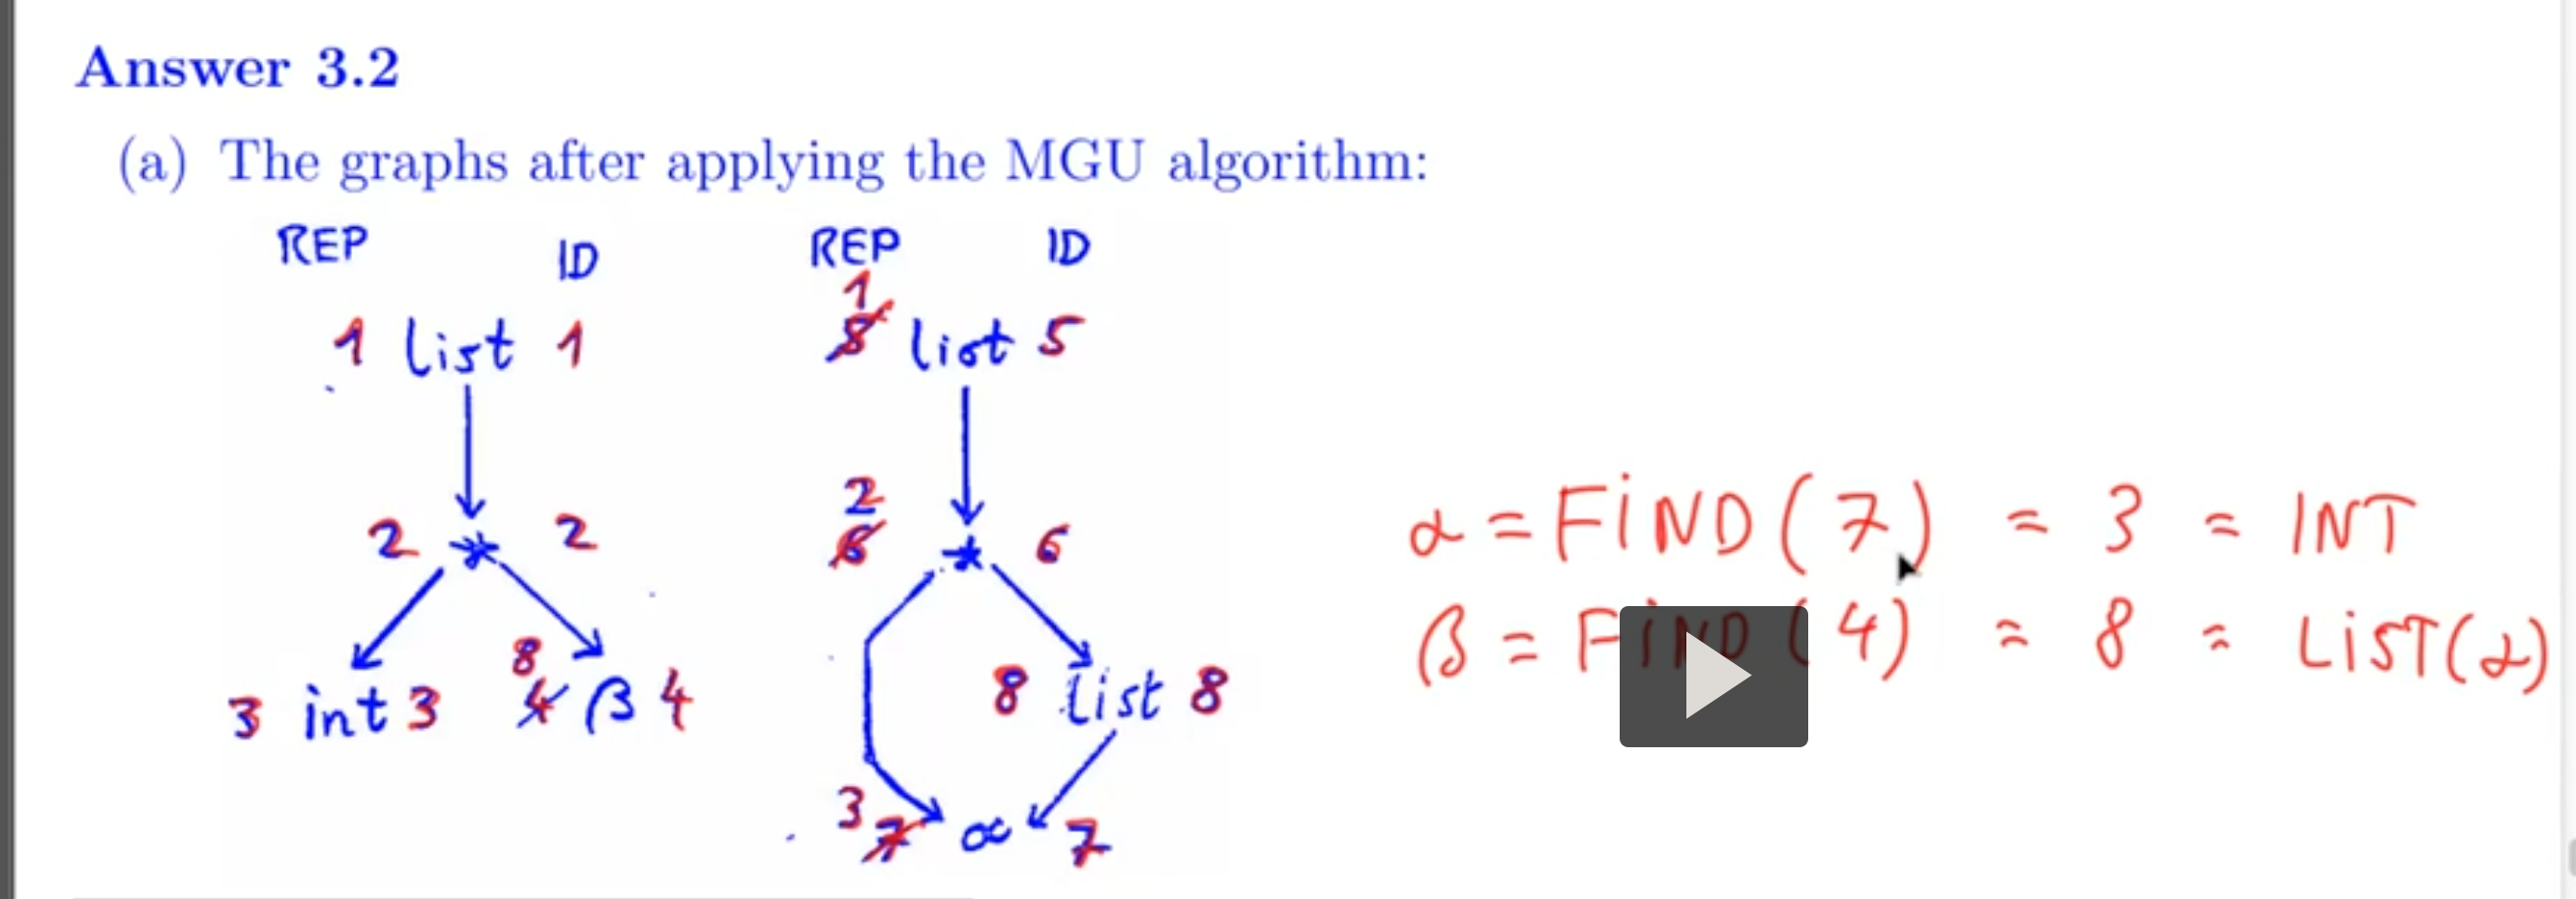 Answer 3.2
(a) The graphs after applying the MGU algorithm:
REP ID REP ID
1
1 list 1 8 list 5
2
2 * 2 6 * 6
α = FIND(7) = 3 = INT
β = FIND(4) = 8 = LIST(α)
8
3 int 3 4 β 4 8 list 8
3
7 α 7